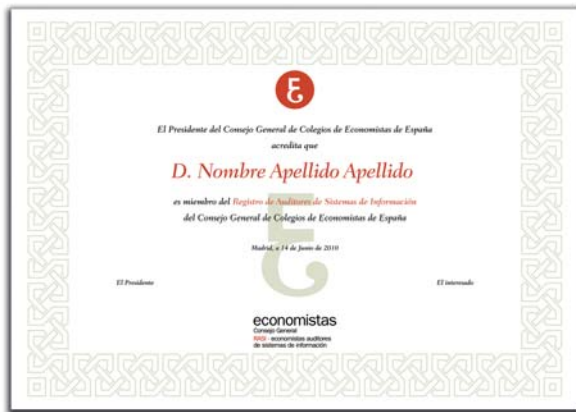 El Presidente del Consejo General de Colegios de Economistas de España
acredita que
D. Nombre Apellido Apellido
es miembro del Registro de Auditores de Sistemas de Información
del Consejo General de Colegios de Economistas de España
Madrid, a 14 de Junio de 2010
El Presidente
El interesado
economistas
Consejo General
RASI · economistas auditores
de sistemas de información